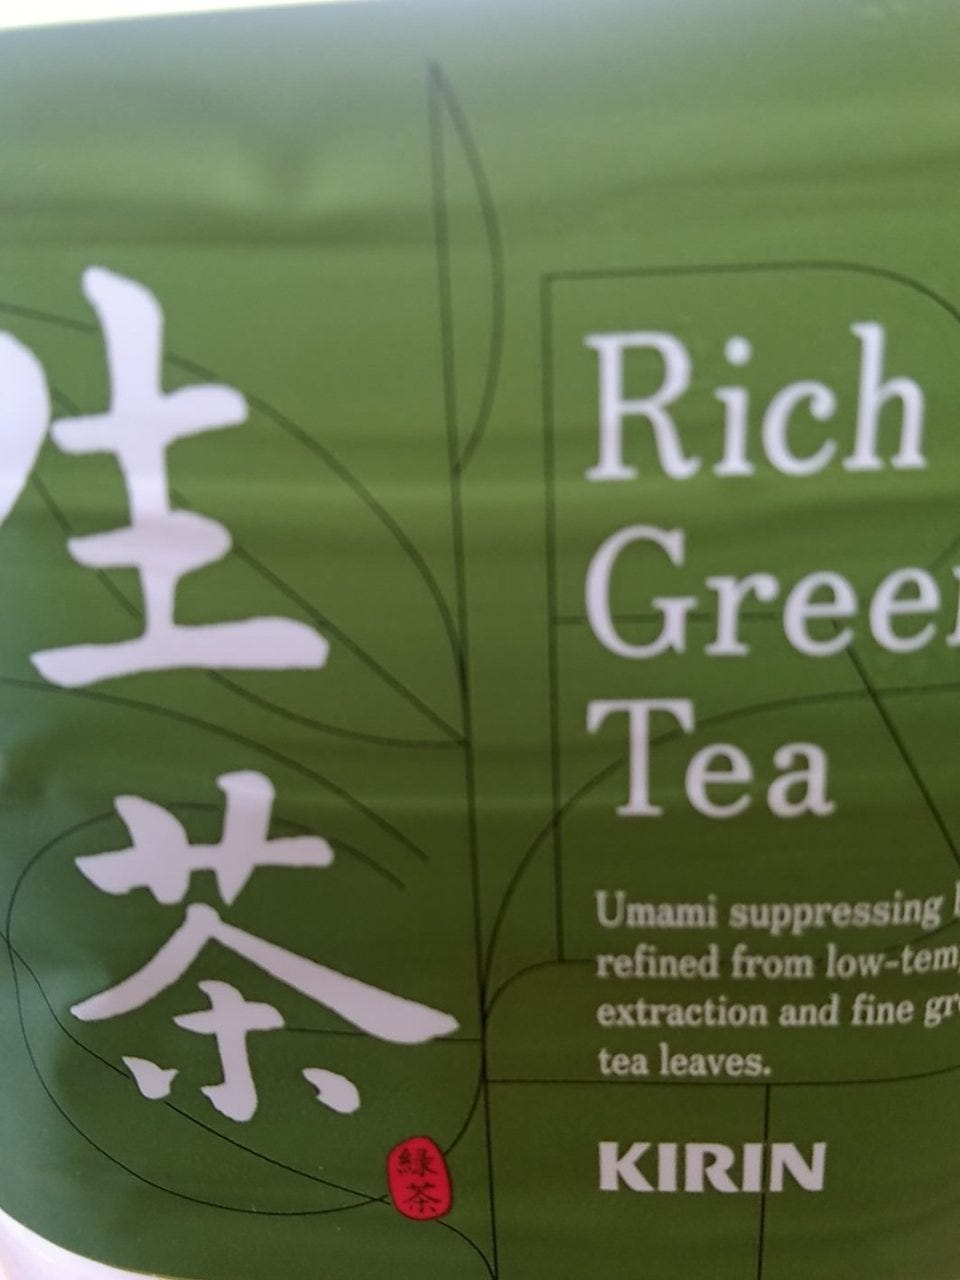 生茶
Rich
Green
Tea
Umami suppressing
refined from low-tem
extraction and fine gr
tea leaves.
KIRIN
緑茶